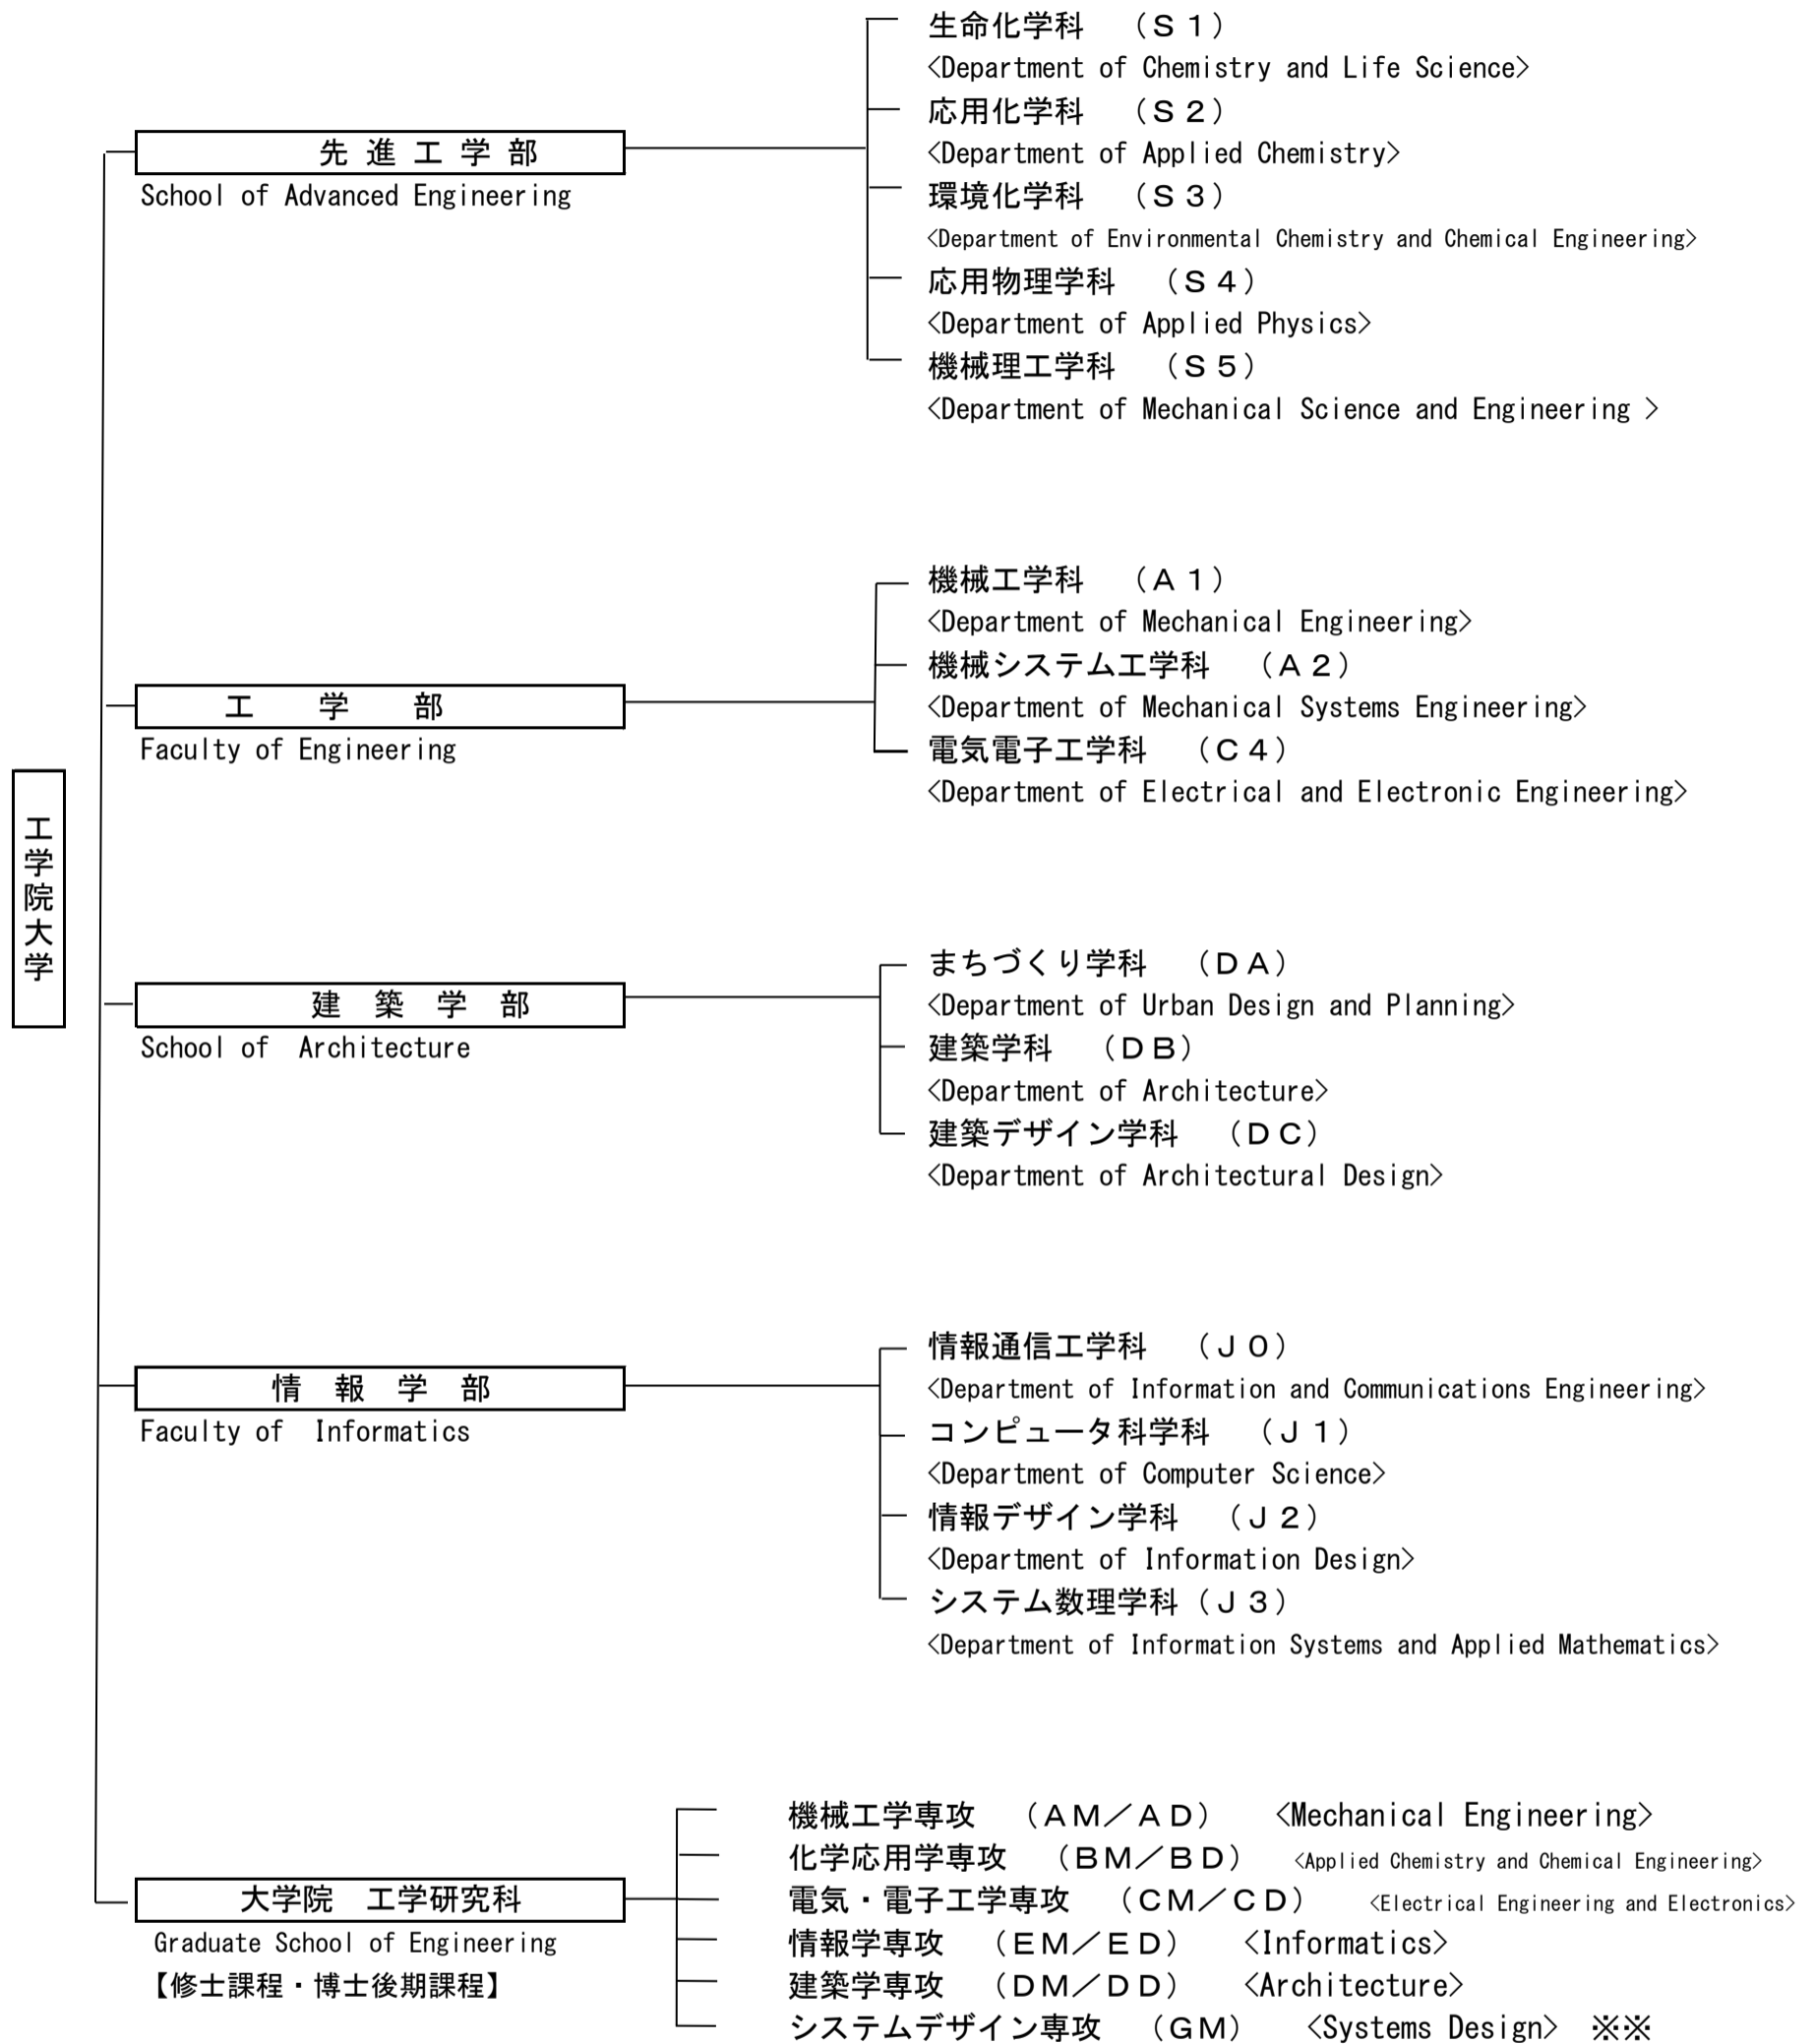 工学院大学
先進工学部
School of Advanced Engineering
生命化学科 （Ｓ１）
<Department of Chemistry and Life Science>
応用化学科 （Ｓ２）
<Department of Applied Chemistry>
環境化学科 （Ｓ３）
<Department of Environmental Chemistry and Chemical Engineering>
応用物理学科 （Ｓ４）
<Department of Applied Physics>
機械理工学科 （Ｓ５）
<Department of Mechanical Science and Engineering >
工学部
Faculty of Engineering
機械工学科 （Ａ１）
<Department of Mechanical Engineering>
機械システム工学科 （Ａ２）
<Department of Mechanical Systems Engineering>
電気電子工学科 （Ｃ４）
<Department of Electrical and Electronic Engineering>
建築学部
School of Architecture
まちづくり学科 （ＤＡ）
<Department of Urban Design and Planning>
建築学科 （ＤＢ）
<Department of Architecture>
建築デザイン学科 （ＤＣ）
<Department of Architectural Design>
情報学部
Faculty of Informatics
情報通信工学科 （Ｊ０）
<Department of Information and Communications Engineering>
コンピュータ科学科 （Ｊ１）
<Department of Computer Science>
情報デザイン学科 （Ｊ２）
<Department of Information Design>
システム数理学科（Ｊ３）
<Department of Information Systems and Applied Mathematics>
大学院 工学研究科
Graduate School of Engineering
【修士課程・博士後期課程】
機械工学専攻 （ＡＭ／ＡＤ） <Mechanical Engineering>
化学応用学専攻 （ＢＭ／ＢＤ） <Applied Chemistry and Chemical Engineering>
電気・電子工学専攻 （ＣＭ／ＣＤ） <Electrical Engineering and Electronics>
情報学専攻 （ＥＭ／ＥＤ） <Informatics>
建築学専攻 （ＤＭ／ＤＤ） <Architecture>
システムデザイン専攻 （ＧＭ） <Systems Design> ※※